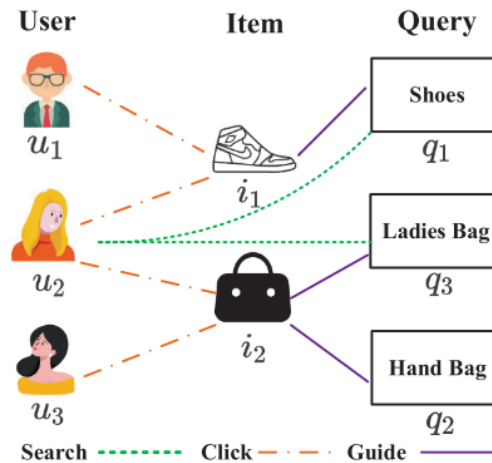 User Item Query
Shoes
u1 q1
i1
Ladies Bag
u2 q3
i2
Hand Bag
u3 q2
Search Click Guide